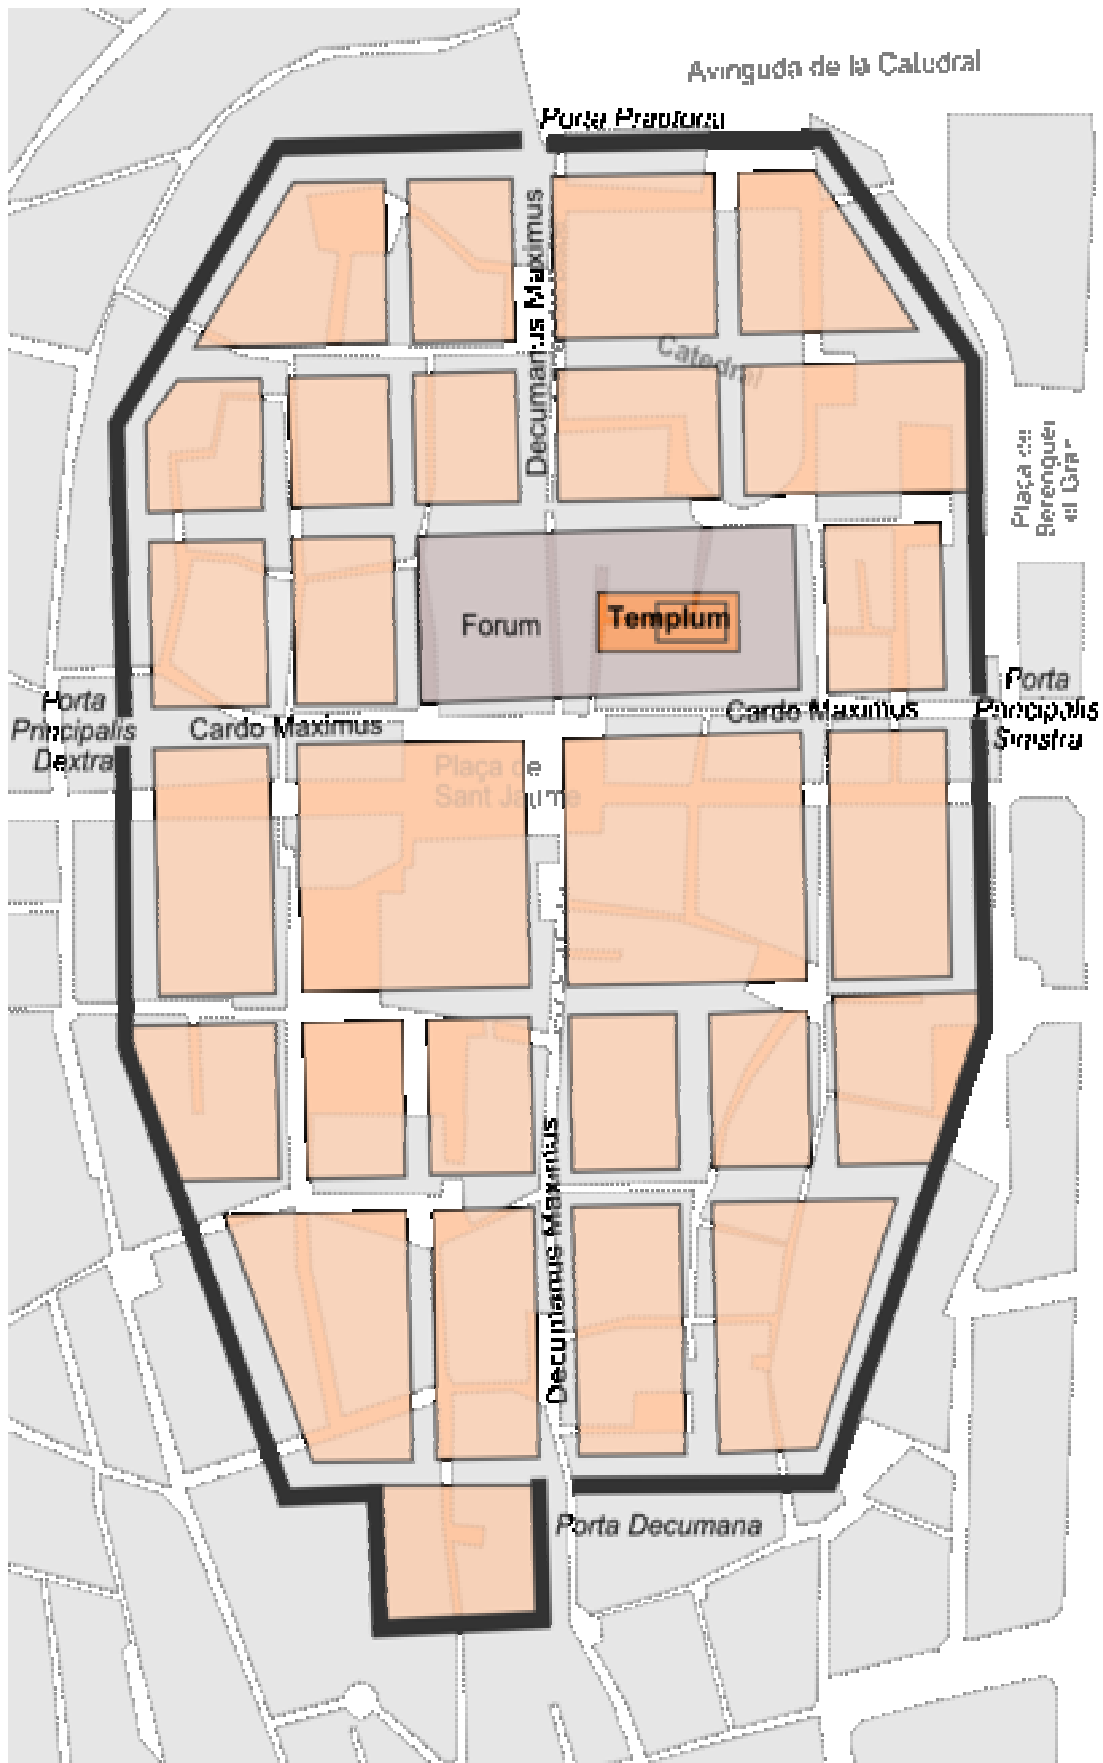 Avinguda de la Catedral
Porta Praetoria
Decumanus Maximus
Catedral
Plaça de
Berenguer
el Gran
Forum
Templum
Porta
Principalis
Dextra
Cardo Maximus
Cardo Maximus
Porta
Principalis
Sinistra
Plaça de
Sant Jaume
Decumanus Maximus
Porta Decumana